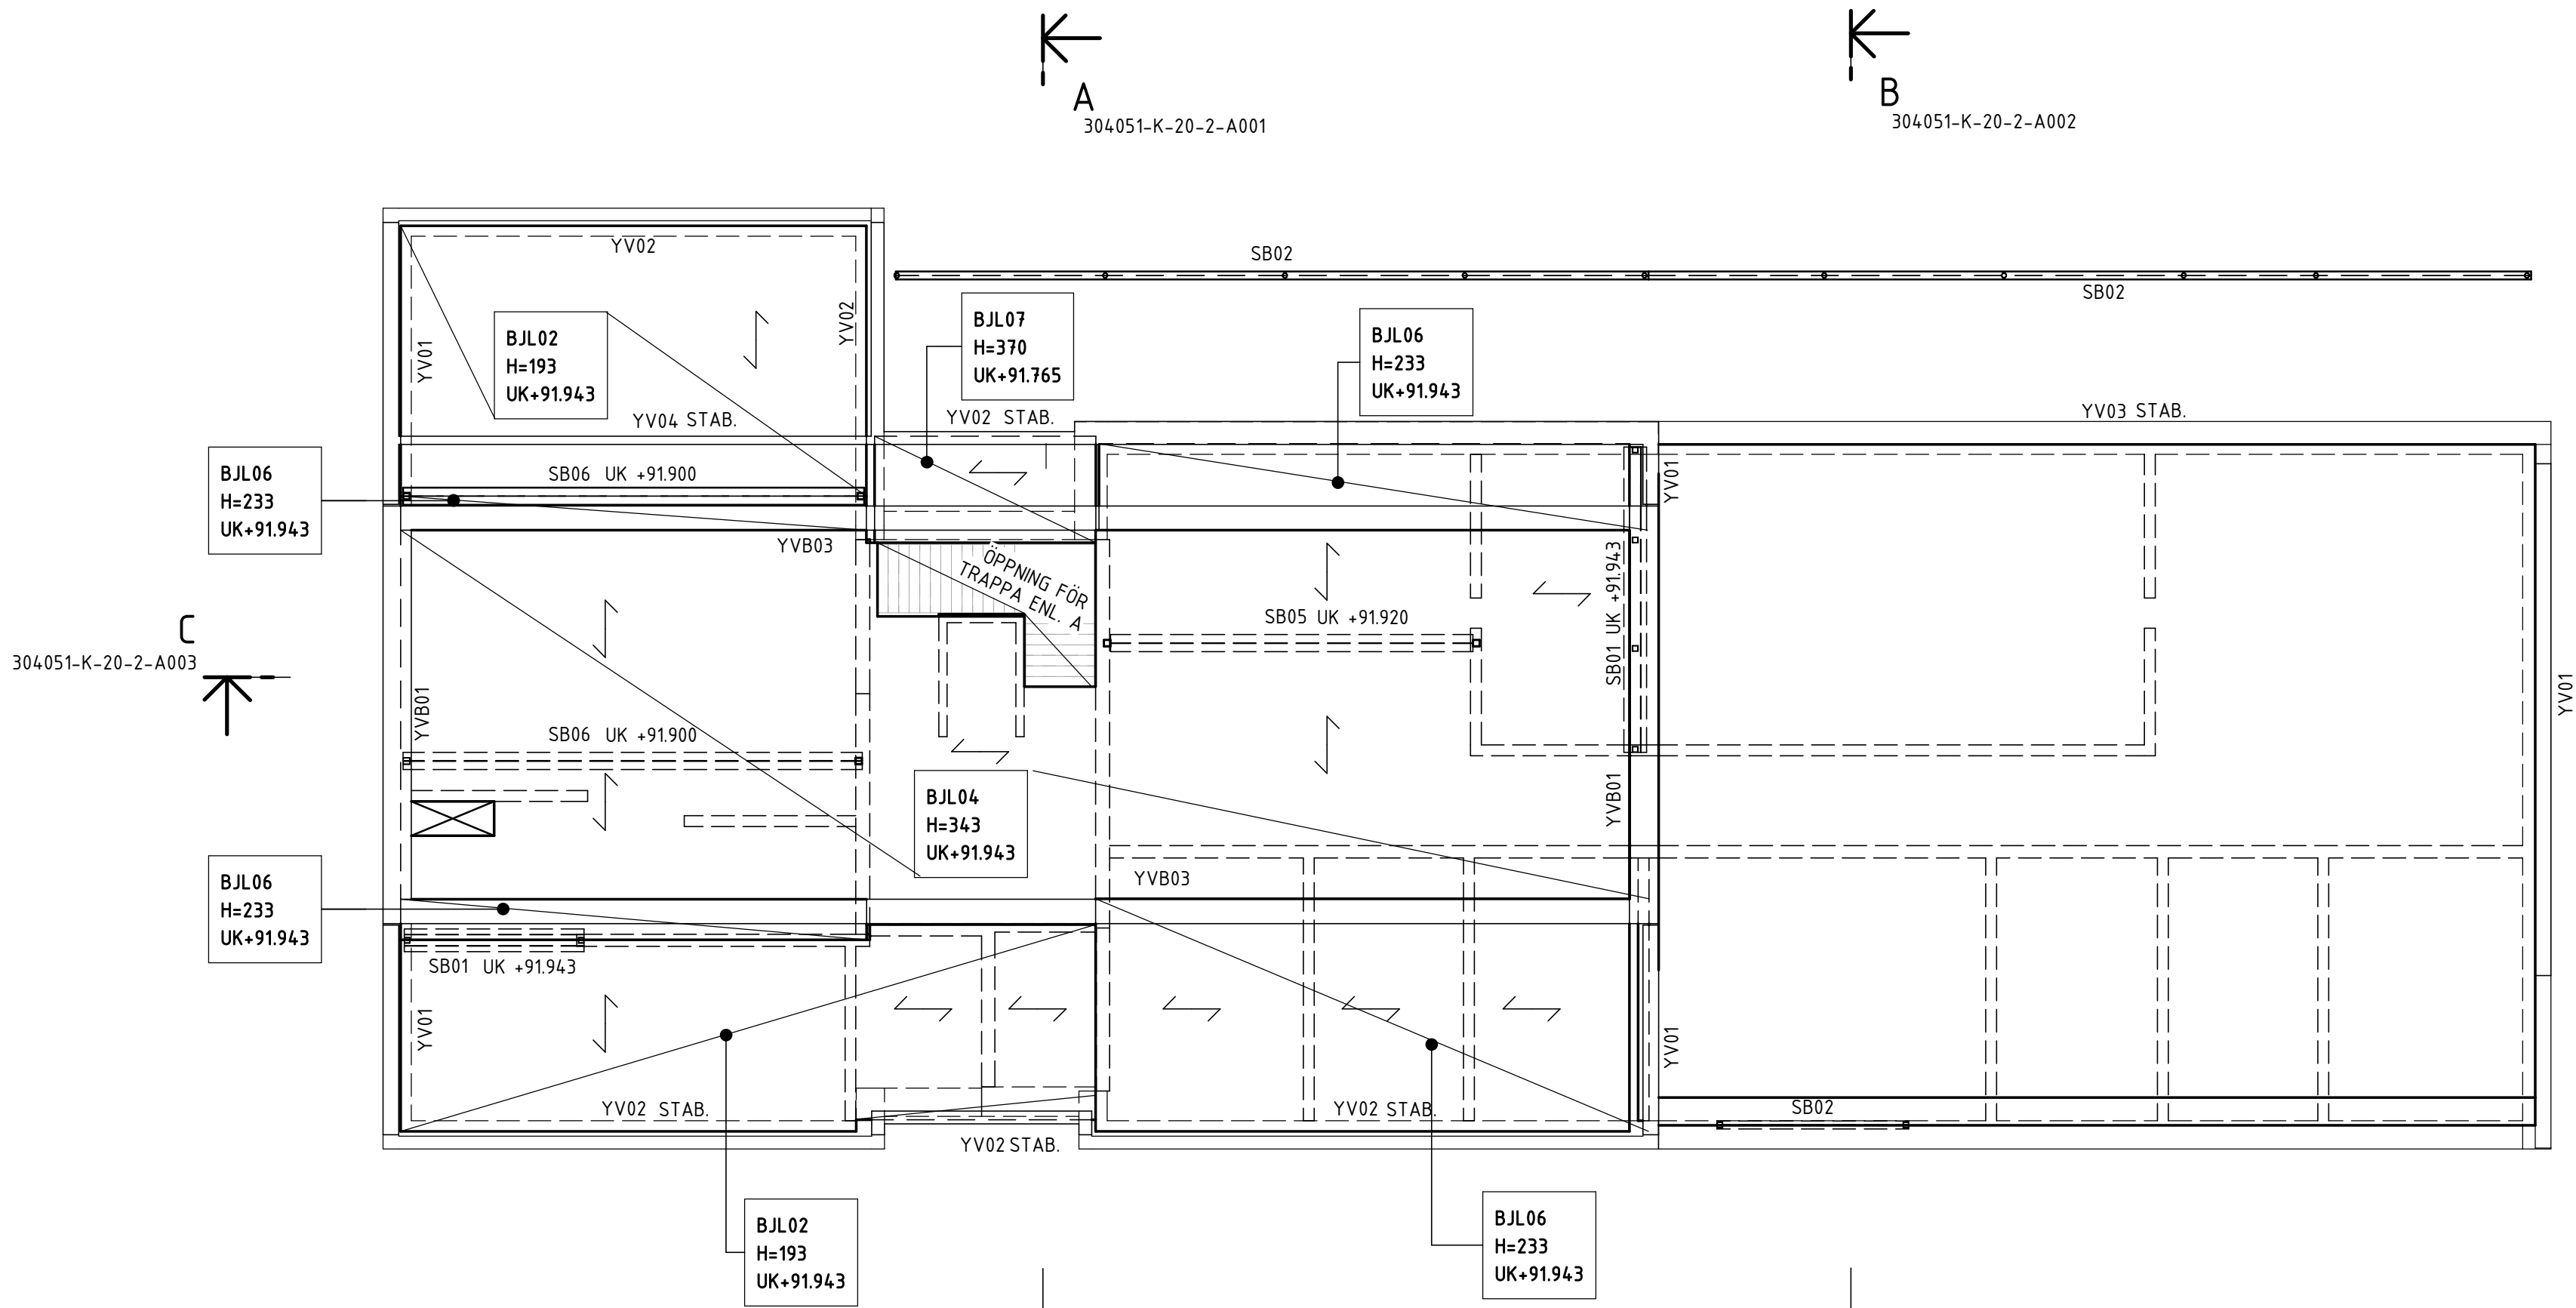 A
304051-K-20-2-A001
B
304051-K-20-2-A002
YV02
SB02
SB02
YV01
YV02
BJL02
H=193
UK+91.943
BJL07
H=370
UK+91.765
BJL06
H=233
UK+91.943
YV04 STAB.
YV02 STAB.
YV03 STAB.
BJL06
H=233
UK+91.943
SB06 UK +91.900
YV01
YVB03
ÖPPNING FÖR
TRAPPA ENL. A
SB05 UK +91.920
SB01 UK +91.943
C
304051-K-20-2-A003
YVB01
SB06 UK +91.900
YV01
BJL04
H=343
UK+91.943
YVB01
YVB03
BJL06
H=233
UK+91.943
SB01 UK +91.943
YV01
YV01
YV02 STAB.
YV02 STAB.
SB02
YV02 STAB.
BJL02
H=193
UK+91.943
BJL06
H=233
UK+91.943